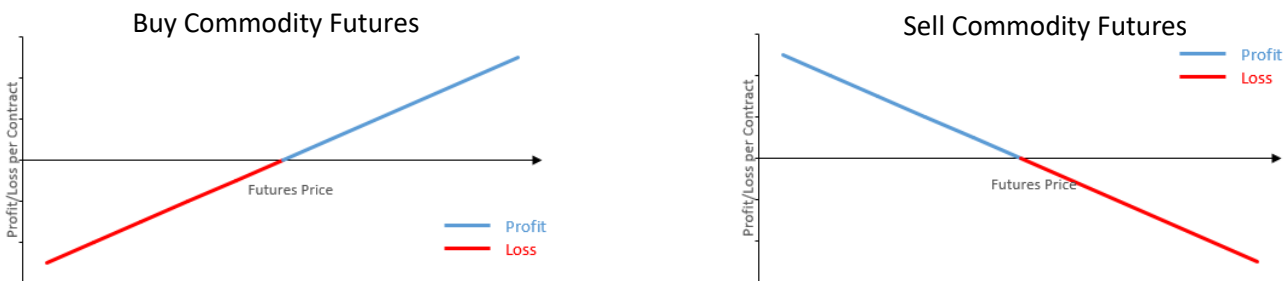 Buy Commodity Futures
Profit/Loss per Contract
Futures Price
Profit
Loss
Sell Commodity Futures
Profit
Loss
Profit/Loss per Contract
Futures Price